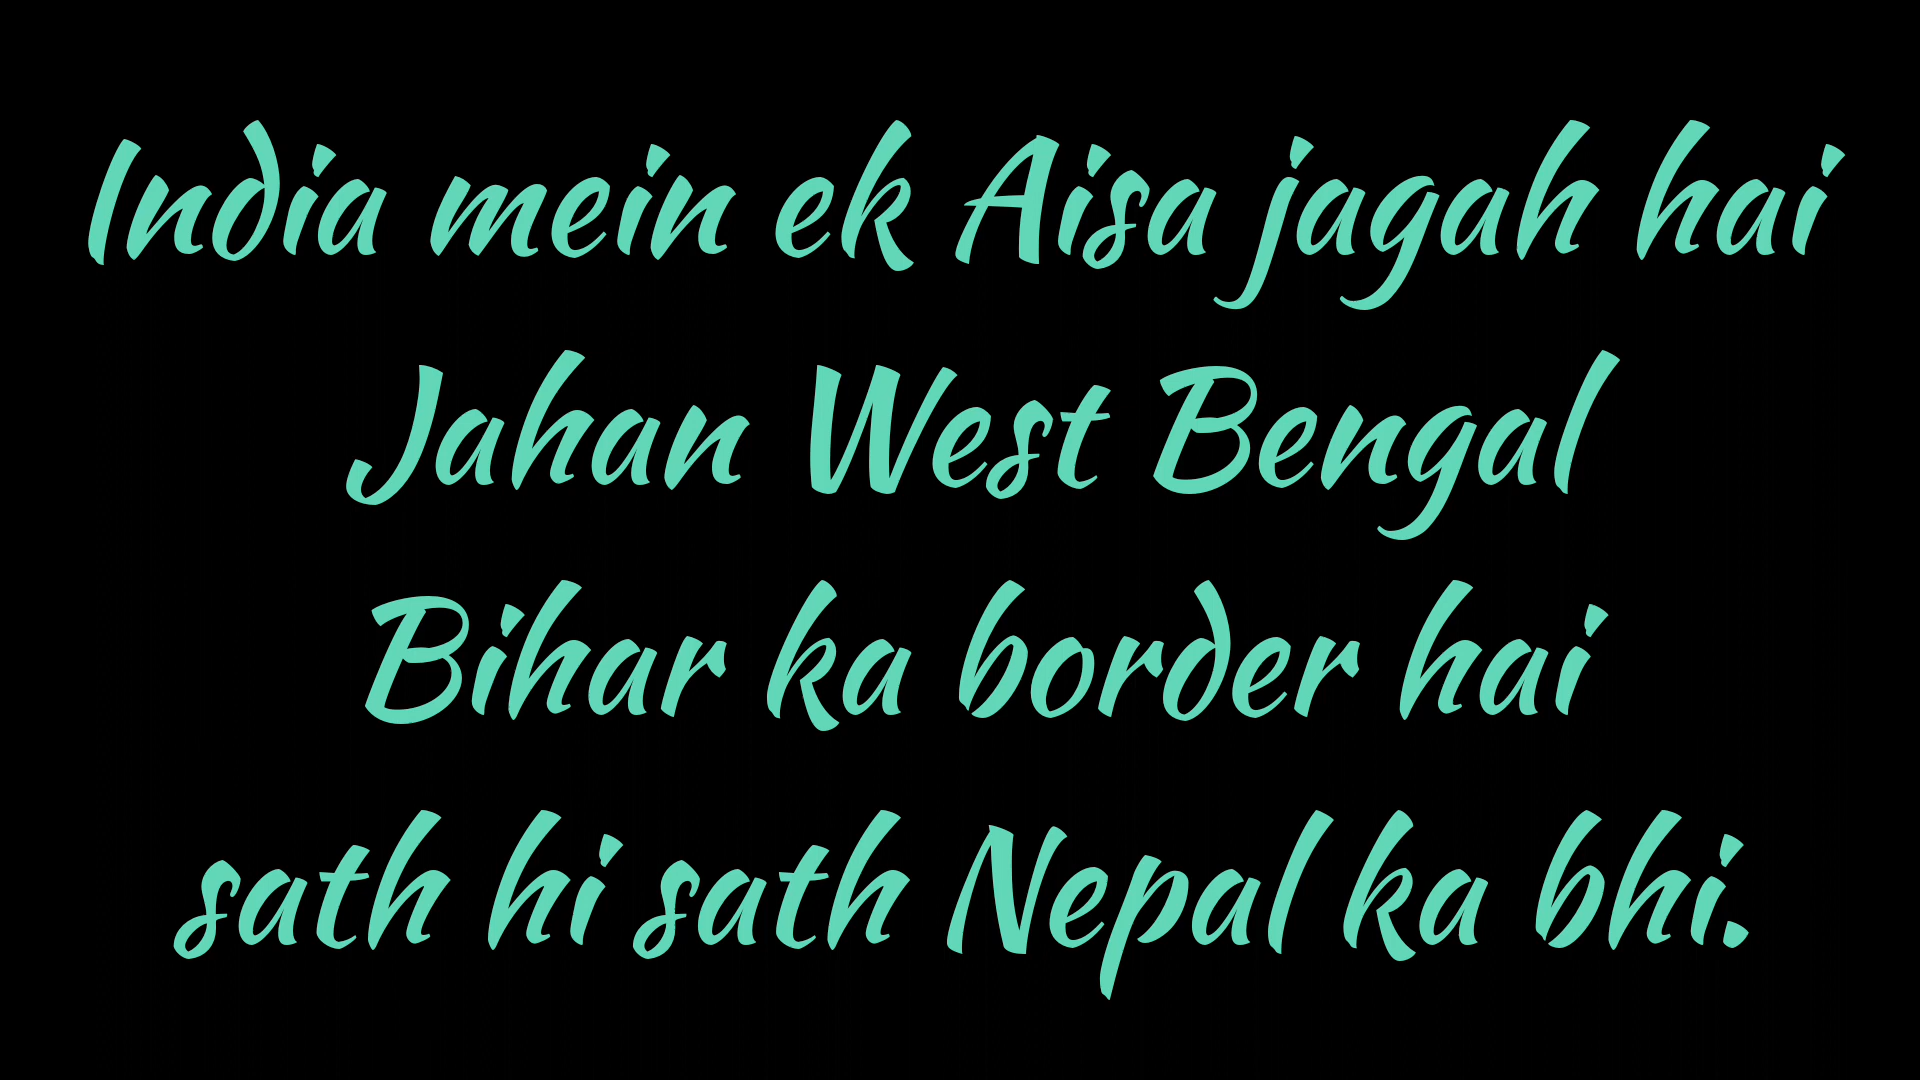 India mein ek Aisa jagah hai
Jahan West Bengal
Bihar ka border hai
sath hi sath Nepal ka bhi.